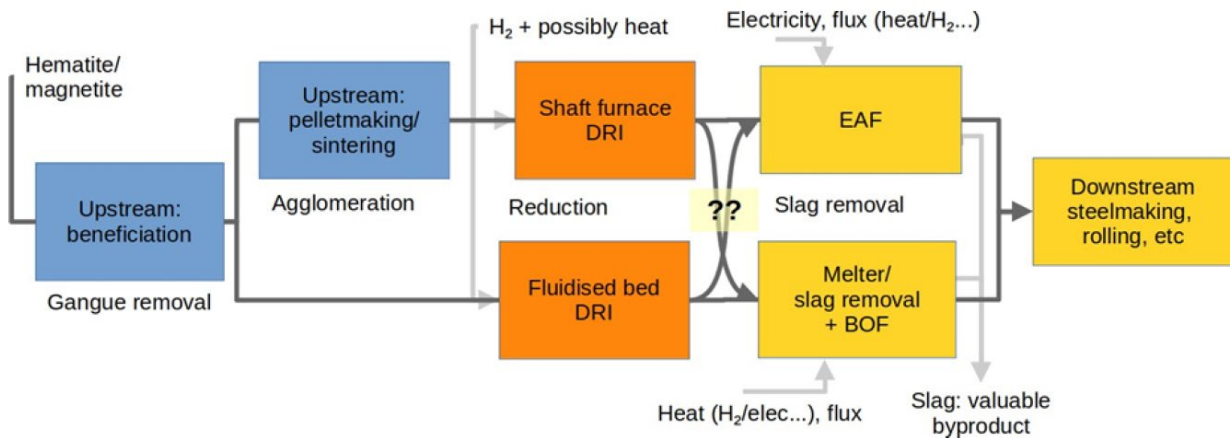 Hematite/
magnetite
Upstream:
beneficiation
Gangue removal
Upstream:
pelletmaking/
sintering
Agglomeration
H₂ + possibly heat
Shaft furnace
DRI
Reduction
Fluidised bed
DRI
??
Electricity, flux (heat/H₂...)
EAF
Slag removal
Melter/
slag removal
+ BOF
Heat (H₂/elec...), flux
Downstream
steelmaking,
rolling, etc
Slag: valuable
byproduct